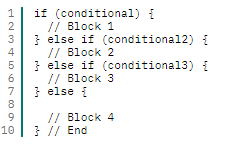 1 if (conditional) {
2   // Block 1
3 } else if (conditional2) {
4   // Block 2
5 } else if (conditional3) {
6   // Block 3
7 } else {
8
9   // Block 4
10 } // End